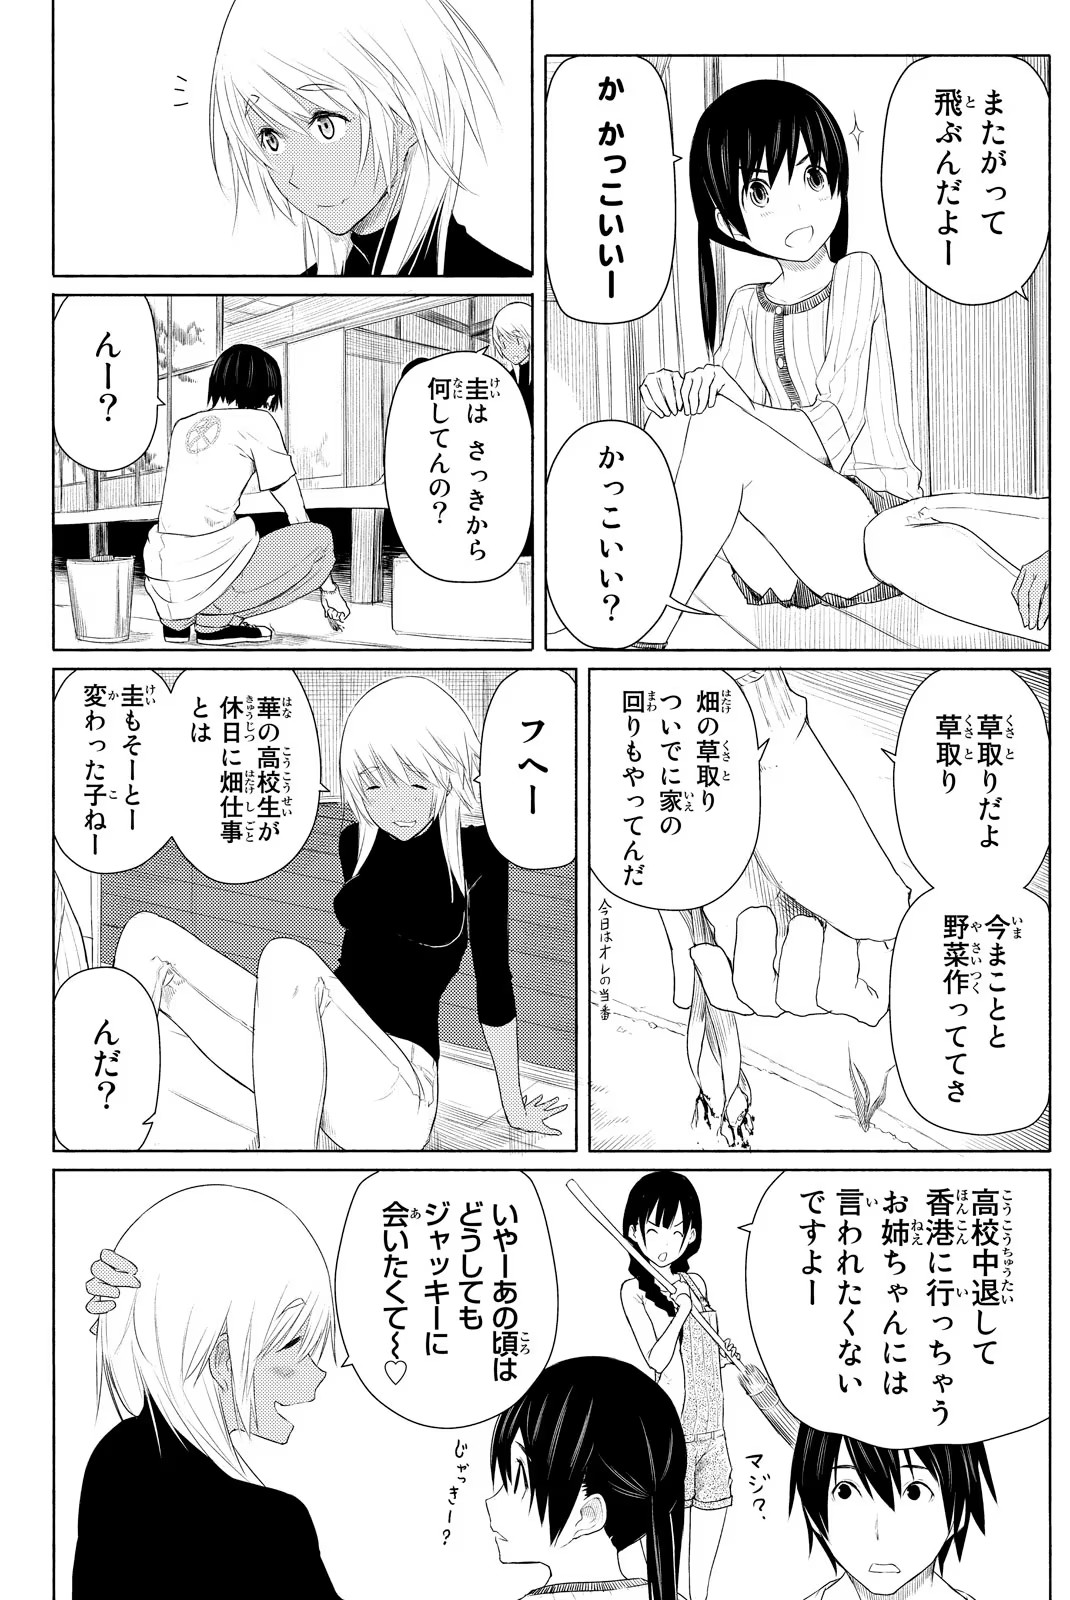 またがって
飛ぶんだよー
か かっこいいー
かっこいい?
圭は さっきから
何してんの?
んー?
草取りだよ
草取り
今まことと
野菜作っててさ
畑の草取り
ついでに家の
回りもやってんだ
今日はオレの当番
フヘー
華の高校生が
休日に畑仕事
とは
圭もそーとー
変わった子ねー
んだ?
高校中退して
香港に行っちゃう
お姉ちゃんには
言われたくない
ですよー
マジ?
いやーあの頃は
どうしても
ジャッキーに
会いたくて〜♡
じゃっきー?